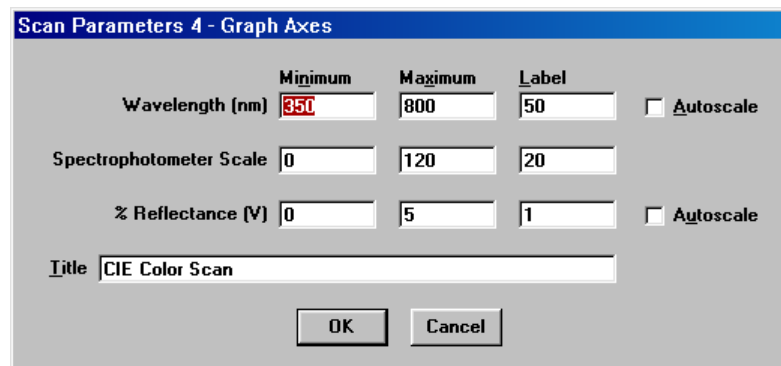 Scan Parameters 4 - Graph Axes
Minimum Maximum Label
Wavelength (nm) 350 800 50 Autoscale
Spectrophotometer Scale 0 120 20
% Reflectance (V) 0 5 1 Autoscale
Title CIE Color Scan
OK Cancel